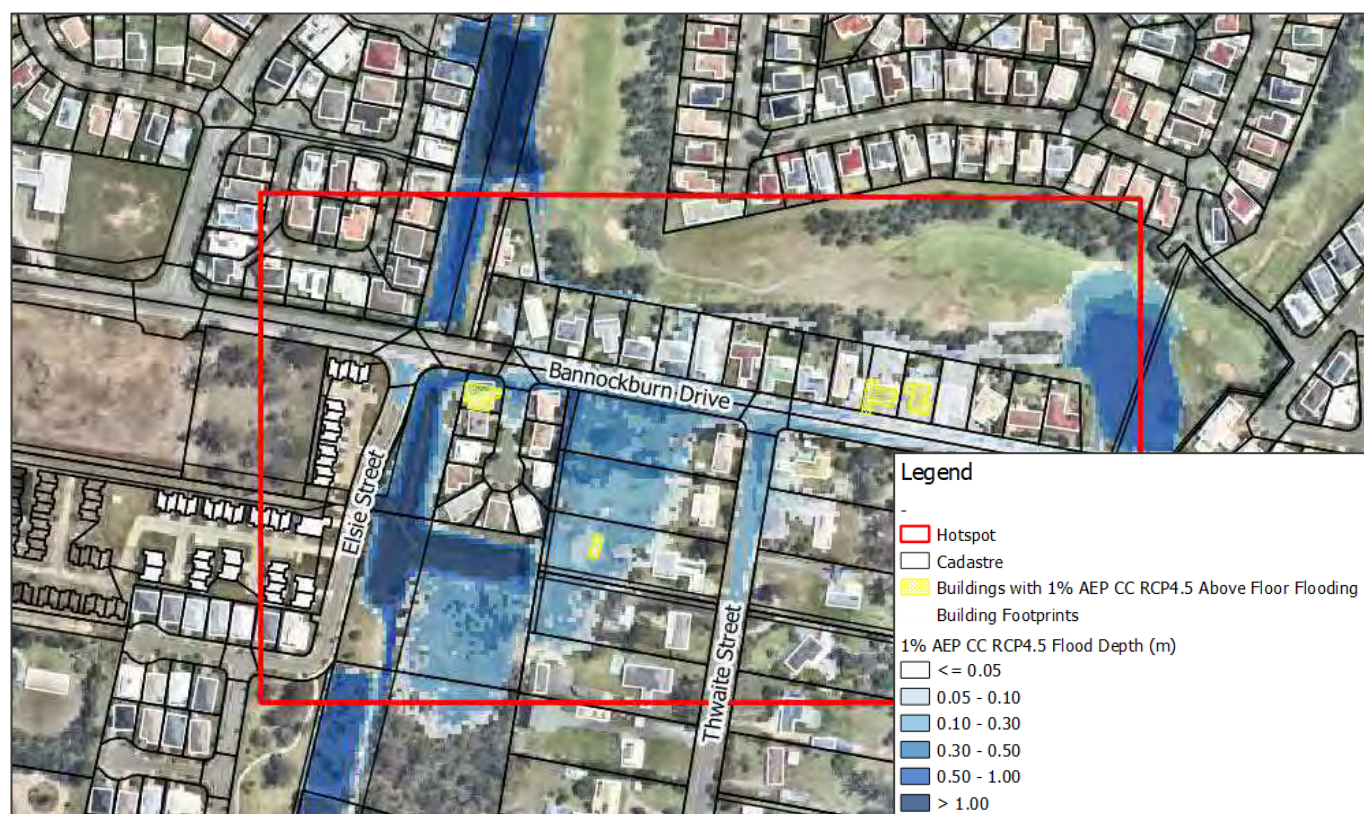 Bannockburn Drive
Elsie Street
Thwaite Street
Legend
-
Hotspot
Cadastre
Buildings with 1% AEP CC RCP4.5 Above Floor Flooding
Building Footprints
1% AEP CC RCP4.5 Flood Depth (m)
<= 0.05
0.05 - 0.10
0.10 - 0.30
0.30 - 0.50
0.50 - 1.00
> 1.00